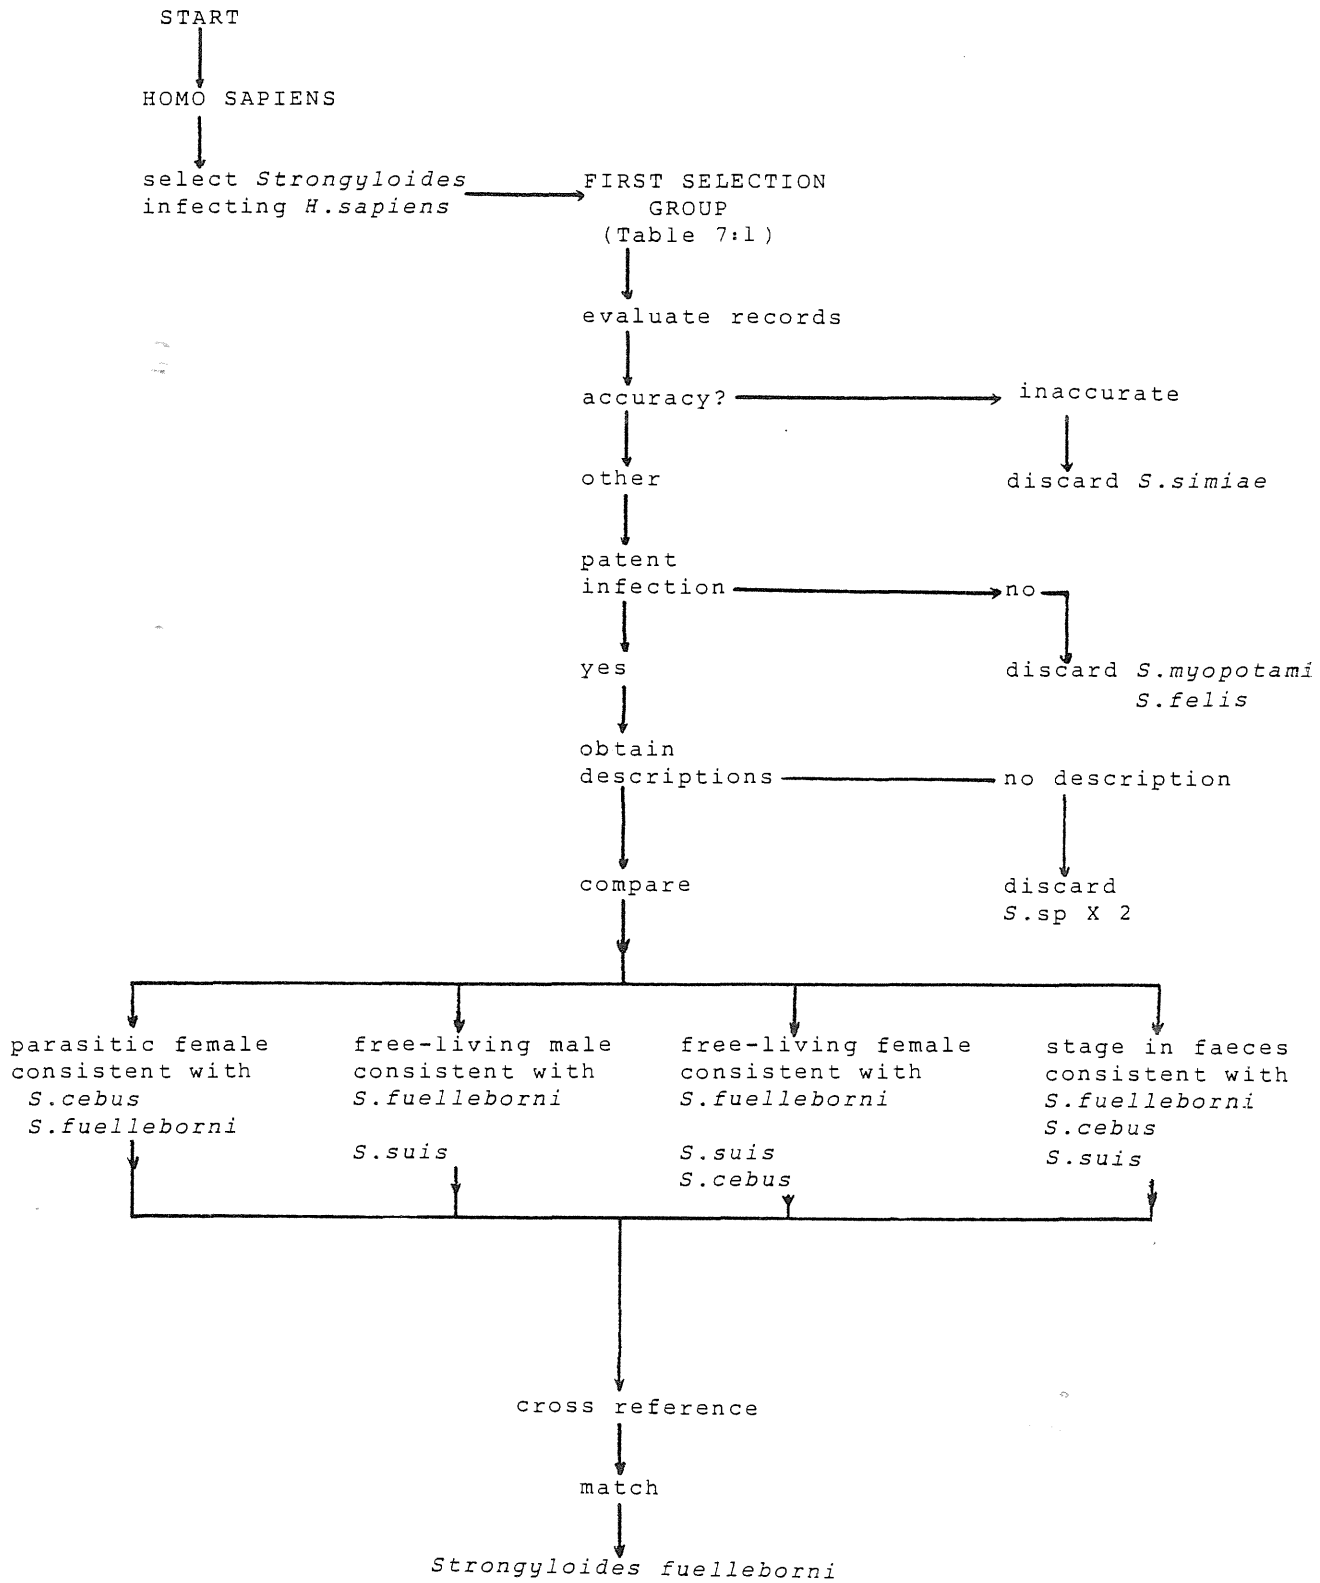 START
HOMO SAPIENS
select Strongyloides
infecting H.sapiens
FIRST SELECTION
GROUP
(Table 7:1)
evaluate records
accuracy?
inaccurate
other
discard S.simiae
patent
infection
no
yes
discard S.myopotami
S.felis
obtain
descriptions
no description
compare
discard
S.sp X 2
parasitic female
consistent with
S.cebus
S.fuelleborni
free-living male
consistent with
S.fuelleborni
S.suis
free-living female
consistent with
S.fuelleborni
S.suis
S.cebus
stage in faeces
consistent with
S.fuelleborni
S.cebus
S.suis
cross reference
match
Strongyloides fuelleborni